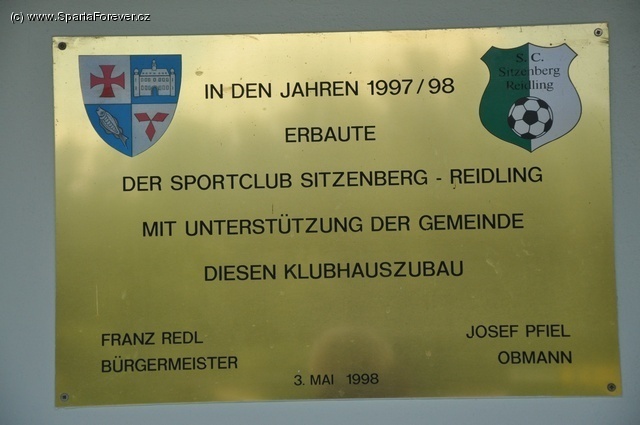 (c) www.SpartaForever.cz
S. C.
Sitzenberg
Reidling
IN DEN JAHREN 1997/98
ERBAUTE
DER SPORTCLUB SITZENBERG - REIDLING
MIT UNTERSTÜTZUNG DER GEMEINDE
DIESEN KLUBHAUSZUBAU
FRANZ REDL
BÜRGERMEISTER
JOSEF PFIEL
OBMANN
3. MAI 1998